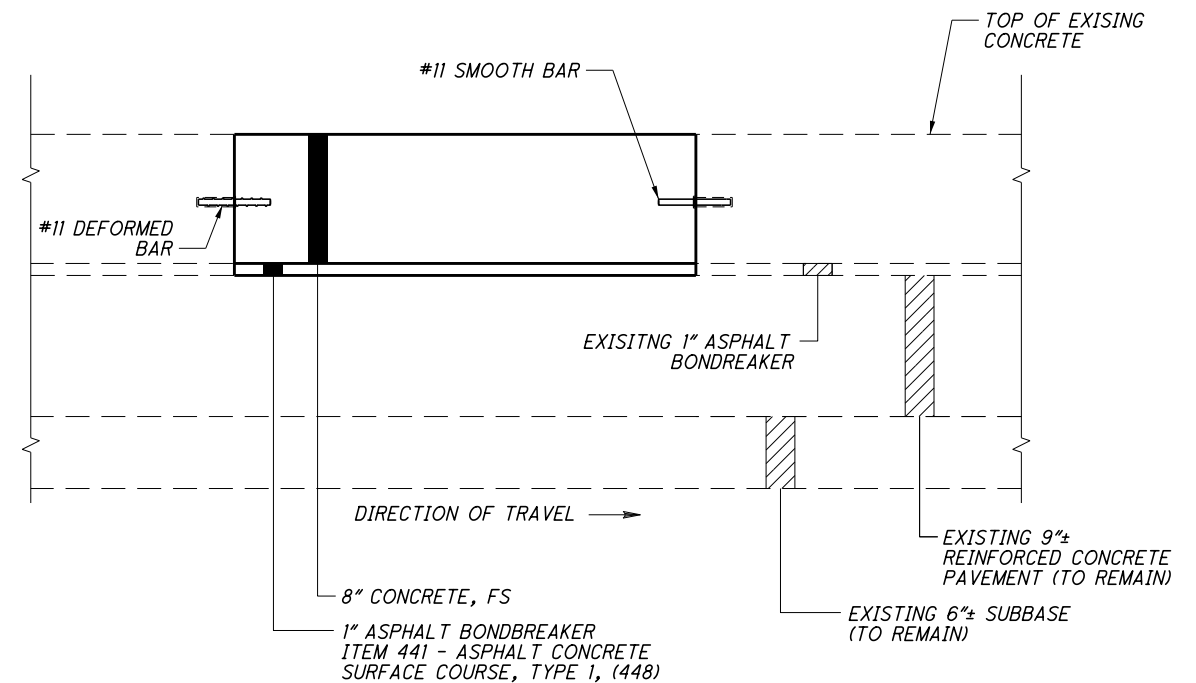 TOP OF EXISING
CONCRETE
#11 SMOOTH BAR
#11 DEFORMED
BAR
EXISITNG 1" ASPHALT
BONDREAKER
DIRECTION OF TRAVEL
EXISTING 9"±
REINFORCED CONCRETE
PAVEMENT (TO REMAIN)
8" CONCRETE, FS
EXISTING 6"± SUBBASE
(TO REMAIN)
1" ASPHALT BONDBREAKER
ITEM 441 - ASPHALT CONCRETE
SURFACE COURSE, TYPE 1, (448)